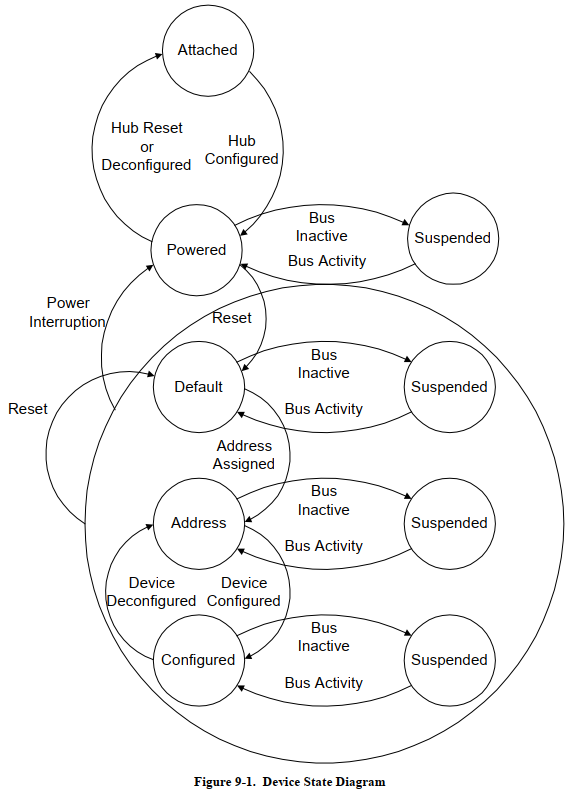 Attached
Hub Reset
or
Deconfigured
Hub
Configured
Powered
Bus
Inactive
Bus Activity
Suspended
Power
Interruption
Reset
Reset
Default
Bus
Inactive
Bus Activity
Suspended
Address
Assigned
Address
Bus
Inactive
Bus Activity
Suspended
Device
Deconfigured
Device
Configured
Configured
Bus
Inactive
Bus Activity
Suspended
Figure 9-1. Device State Diagram